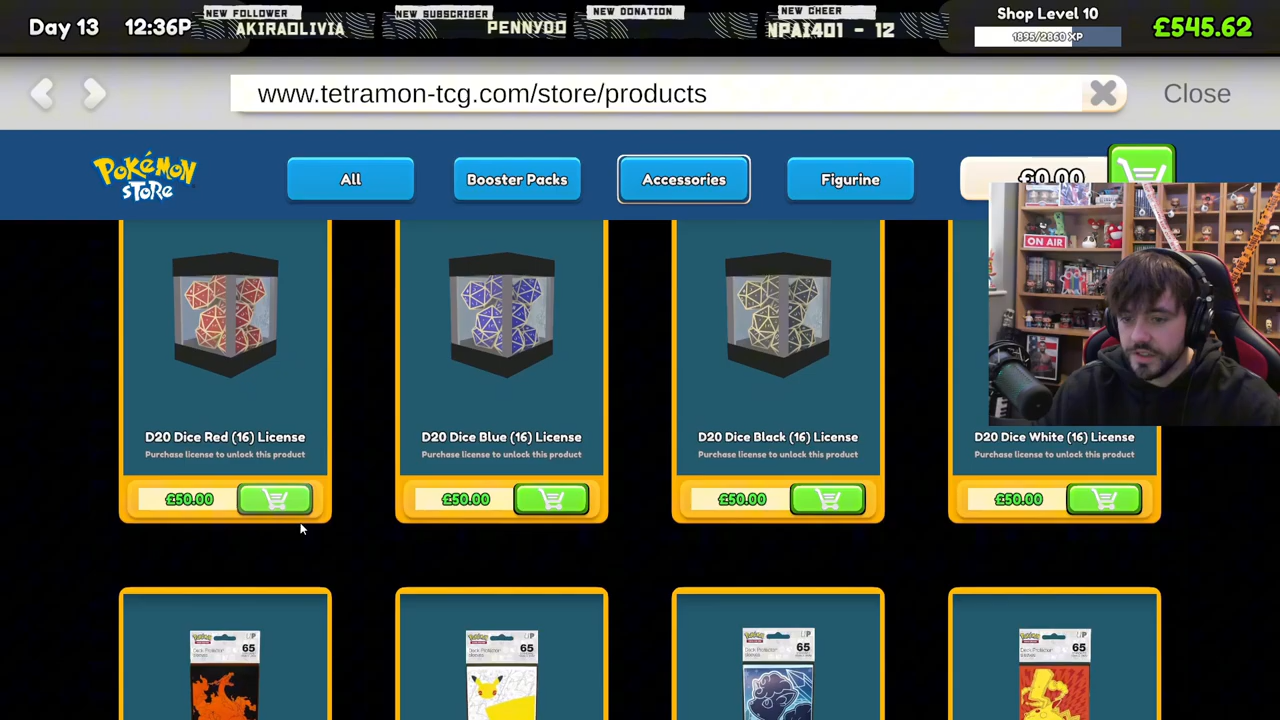 Day 13
12:36P
NEW FOLLOWER
AKIRAOLIVIA
NEW SUBSCRIBER
PENNYDO
NEW DONATION
NEW CHEER
NPAI401 - 12
Shop Level 10
1895/2860 XP
£545.62
www.tetramon-tcg.com/store/products
Close
POKéMON
STORE
All
Booster Packs
Accessories
Figurine
£0.00
ON AIR
D20 Dice Red (16) License
Purchase license to unlock this product
£50.00
D20 Dice Blue (16) License
Purchase license to unlock this product
£50.00
D20 Dice Black (16) License
Purchase license to unlock this product
£50.00
D20 Dice White (16) License
Purchase license to unlock this product
£50.00
65
65
65
65